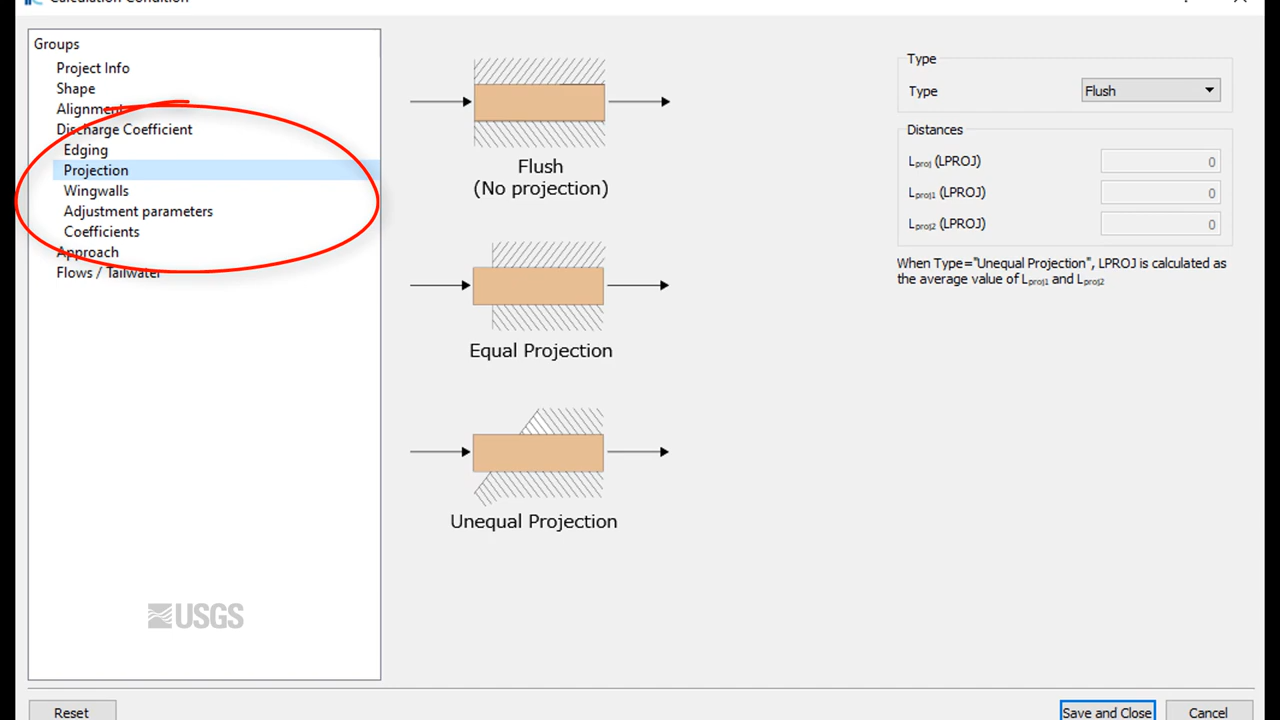 Calculation Condition
Groups
Project Info
Shape
Alignment
Discharge Coefficient
Edging
Projection
Wingwalls
Adjustment parameters
Coefficients
Approach
Flows / Tailwater
USGS
Flush
(No projection)
Equal Projection
Unequal Projection
Type
Type Flush
Distances
Lproj (LPROJ) 0
Lproj1 (LPROJ) 0
Lproj2 (LPROJ) 0
When Type="Unequal Projection", LPROJ is calculated as
the average value of Lproj1 and Lproj2
Reset
Save and Close
Cancel